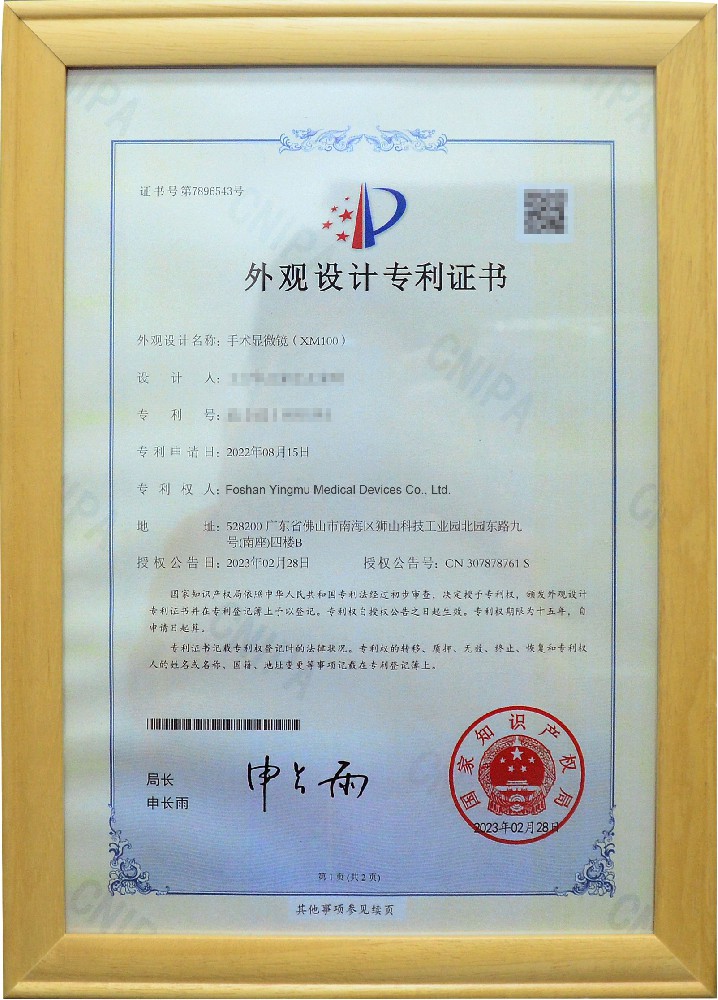 证书号第7896543号
外观设计专利证书
外观设计名称：手术显微镜（XM100）
设 计 人：
专 利 号：
专利申请日：2022年08月15日
专 利 权 人：Foshan Yingmu Medical Devices Co., Ltd.
地 址：528200 广东省佛山市南海区狮山科技工业园北园东路九
号(南座)四楼B
授权公告日：2023年02月28日 授权公告号：CN 307878761 S
国家知识产权局依照中华人民共和国专利法经过初步审查，决定授予专利权，颁发外观设计
专利证书并在专利登记簿上予以登记。专利权自授权公告之日起生效。专利权期限为十五年，自
申请日起算。
专利证书记载专利权登记时的法律状况。专利权的转移、质押、无效、终止、恢复和专利权
人的姓名或名称、国籍、地址变更等事项记载在专利登记簿上。
局长
申长雨
申长雨
国家知识产权局
2023年02月28日
第1页(共2页)
其他事项参见续页
CNIPA